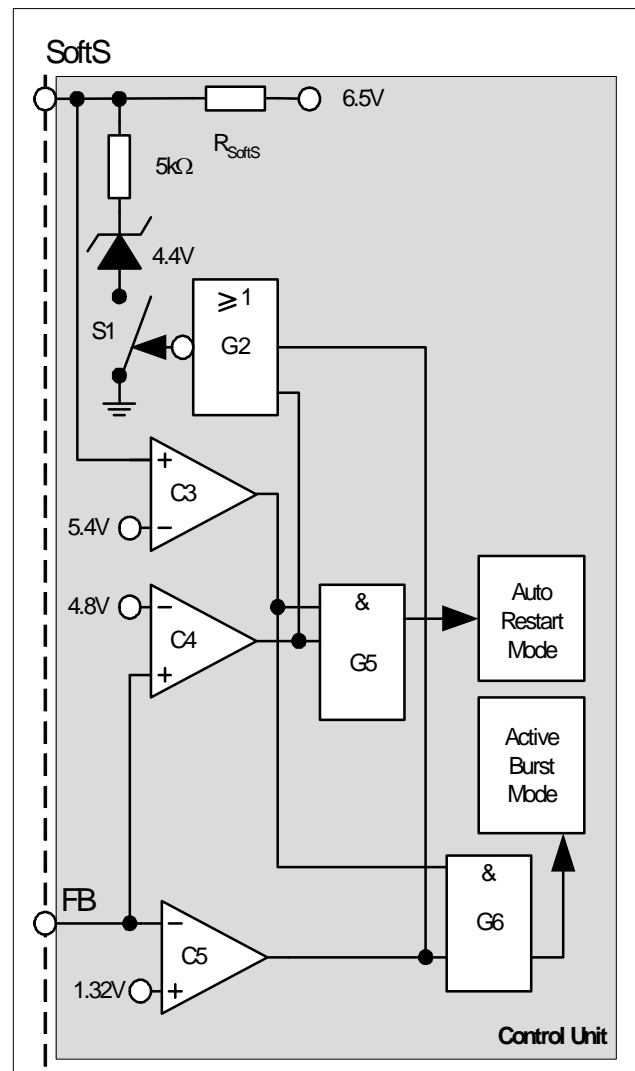 SoftS
6.5V
R_SoftS
5kΩ
4.4V
S1
≥1
G2
+
C3
5.4V
−
4.8V
−
C4
+
&
G5
Auto
Restart
Mode
Active
Burst
Mode
FB
−
C5
1.32V
+
&
G6
Control Unit